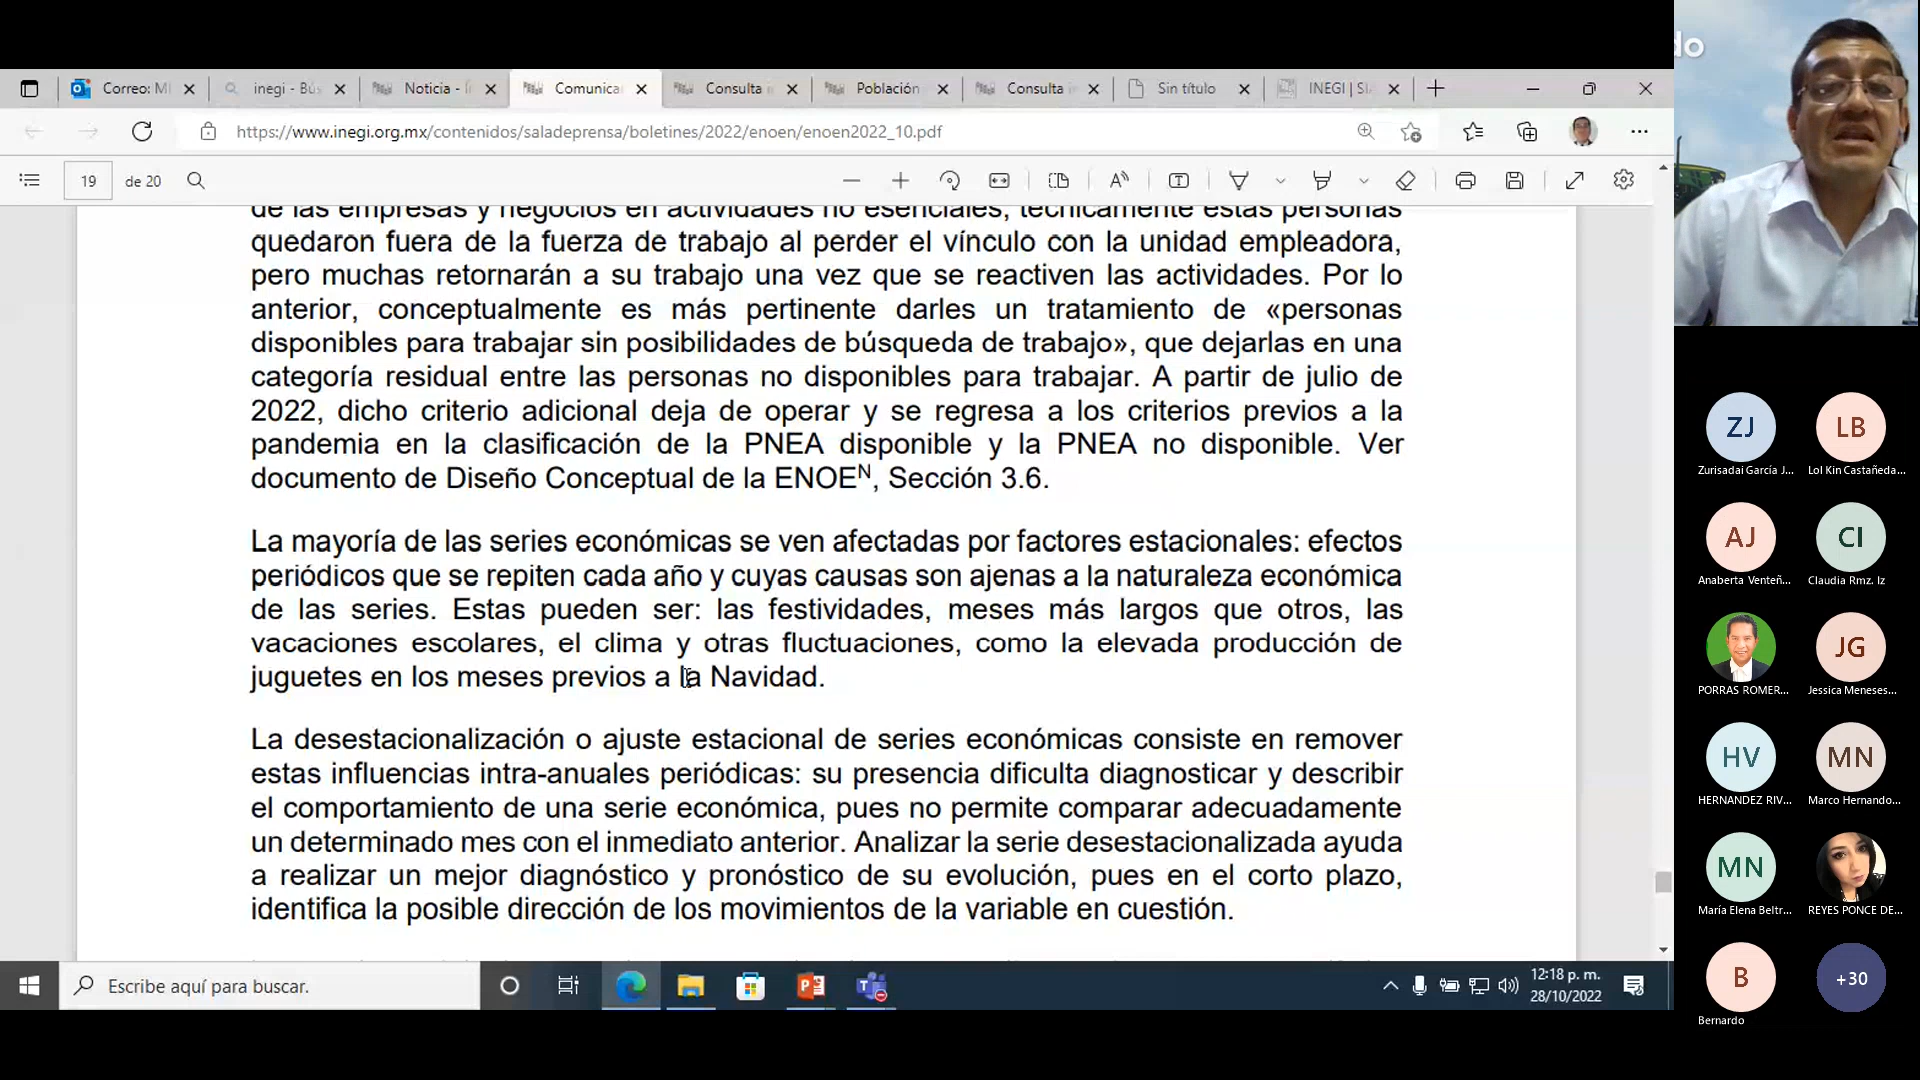 do
Correo: MI
inegi - Bús
Noticia - I
Comunica
Consulta
Población
Consulta i
Sin título
INEGI | SI
https://www.inegi.org.mx/contenidos/saladeprensa/boletines/2022/enoen/enoen2022_10.pdf
19 de 20
de las empresas y negocios en actividades no esenciales, técnicamente estas personas
quedaron fuera de la fuerza de trabajo al perder el vínculo con la unidad empleadora,
pero muchas retornarán a su trabajo una vez que se reactiven las actividades. Por lo
anterior, conceptualmente es más pertinente darles un tratamiento de «personas
disponibles para trabajar sin posibilidades de búsqueda de trabajo», que dejarlas en una
categoría residual entre las personas no disponibles para trabajar. A partir de julio de
2022, dicho criterio adicional deja de operar y se regresa a los criterios previos a la
pandemia en la clasificación de la PNEA disponible y la PNEA no disponible. Ver
documento de Diseño Conceptual de la ENOEᴺ, Sección 3.6.
La mayoría de las series económicas se ven afectadas por factores estacionales: efectos
periódicos que se repiten cada año y cuyas causas son ajenas a la naturaleza económica
de las series. Estas pueden ser: las festividades, meses más largos que otros, las
vacaciones escolares, el clima y otras fluctuaciones, como la elevada producción de
juguetes en los meses previos a la Navidad.
La desestacionalización o ajuste estacional de series económicas consiste en remover
estas influencias intra-anuales periódicas: su presencia dificulta diagnosticar y describir
el comportamiento de una serie económica, pues no permite comparar adecuadamente
un determinado mes con el inmediato anterior. Analizar la serie desestacionalizada ayuda
a realizar un mejor diagnóstico y pronóstico de su evolución, pues en el corto plazo,
identifica la posible dirección de los movimientos de la variable en cuestión.
Escribe aquí para buscar.
12:18 p. m.
28/10/2022
ZJ
Zurisadai García J...
LB
Lol Kin Castañeda...
AJ
Anaberta Venteñ...
CI
Claudia Rmz. Iz
PORRAS ROMER...
JG
Jessica Meneses...
HV
HERNANDEZ RIV...
MN
Marco Hernando...
MN
María Elena Beltr...
REYES PONCE DE...
B
Bernardo
+30